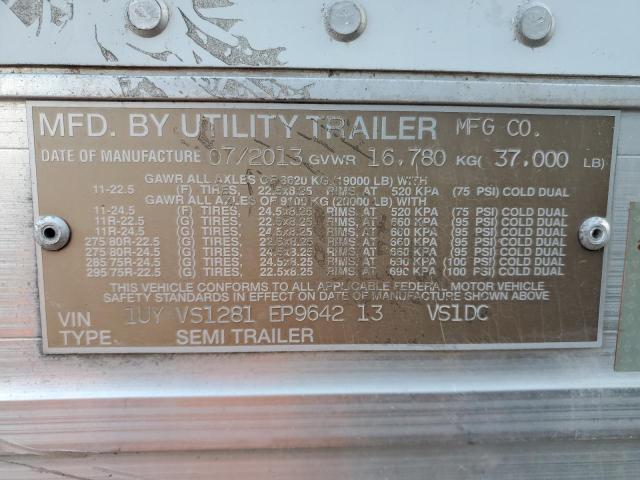 MFD. BY UTILITY TRAILER MFG CO.
DATE OF MANUFACTURE 07/2013 GVWR 16,780 KG( 37,000 LB)
GAWR ALL AXLES OF 8620 KG (19000 LB) WITH
11-22.5 (F) TIRES, 22.5x8.25 RIMS, AT 520 KPA (75 PSI) COLD DUAL
GAWR ALL AXLES OF 9100 KG (20000 LB) WITH
11-24.5 (F) TIRES, 24.5x8.25 RIMS, AT 520 KPA (75 PSI) COLD DUAL
11R-22.5 (G) TIRES, 22.5x8.25 RIMS, AT 660 KPA (95 PSI) COLD DUAL
11R-24.5 (G) TIRES, 24.5x8.25 RIMS, AT 660 KPA (95 PSI) COLD DUAL
275 80R-22.5 (G) TIRES, 22.5x8.25 RIMS, AT 660 KPA (95 PSI) COLD DUAL
275 80R-24.5 (G) TIRES, 24.5x8.25 RIMS, AT 660 KPA (95 PSI) COLD DUAL
285 75R-24.5 (G) TIRES, 24.5x8.25 RIMS, AT 690 KPA (100 PSI) COLD DUAL
295 75R-22.5 (G) TIRES, 22.5x8.25 RIMS, AT 690 KPA (100 PSI) COLD DUAL
THIS VEHICLE CONFORMS TO ALL APPLICABLE FEDERAL MOTOR VEHICLE
SAFETY STANDARDS IN EFFECT ON DATE OF MANUFACTURE SHOWN ABOVE
VIN 1UY VS1281 EP9642 13 VS1DC
TYPE SEMI TRAILER